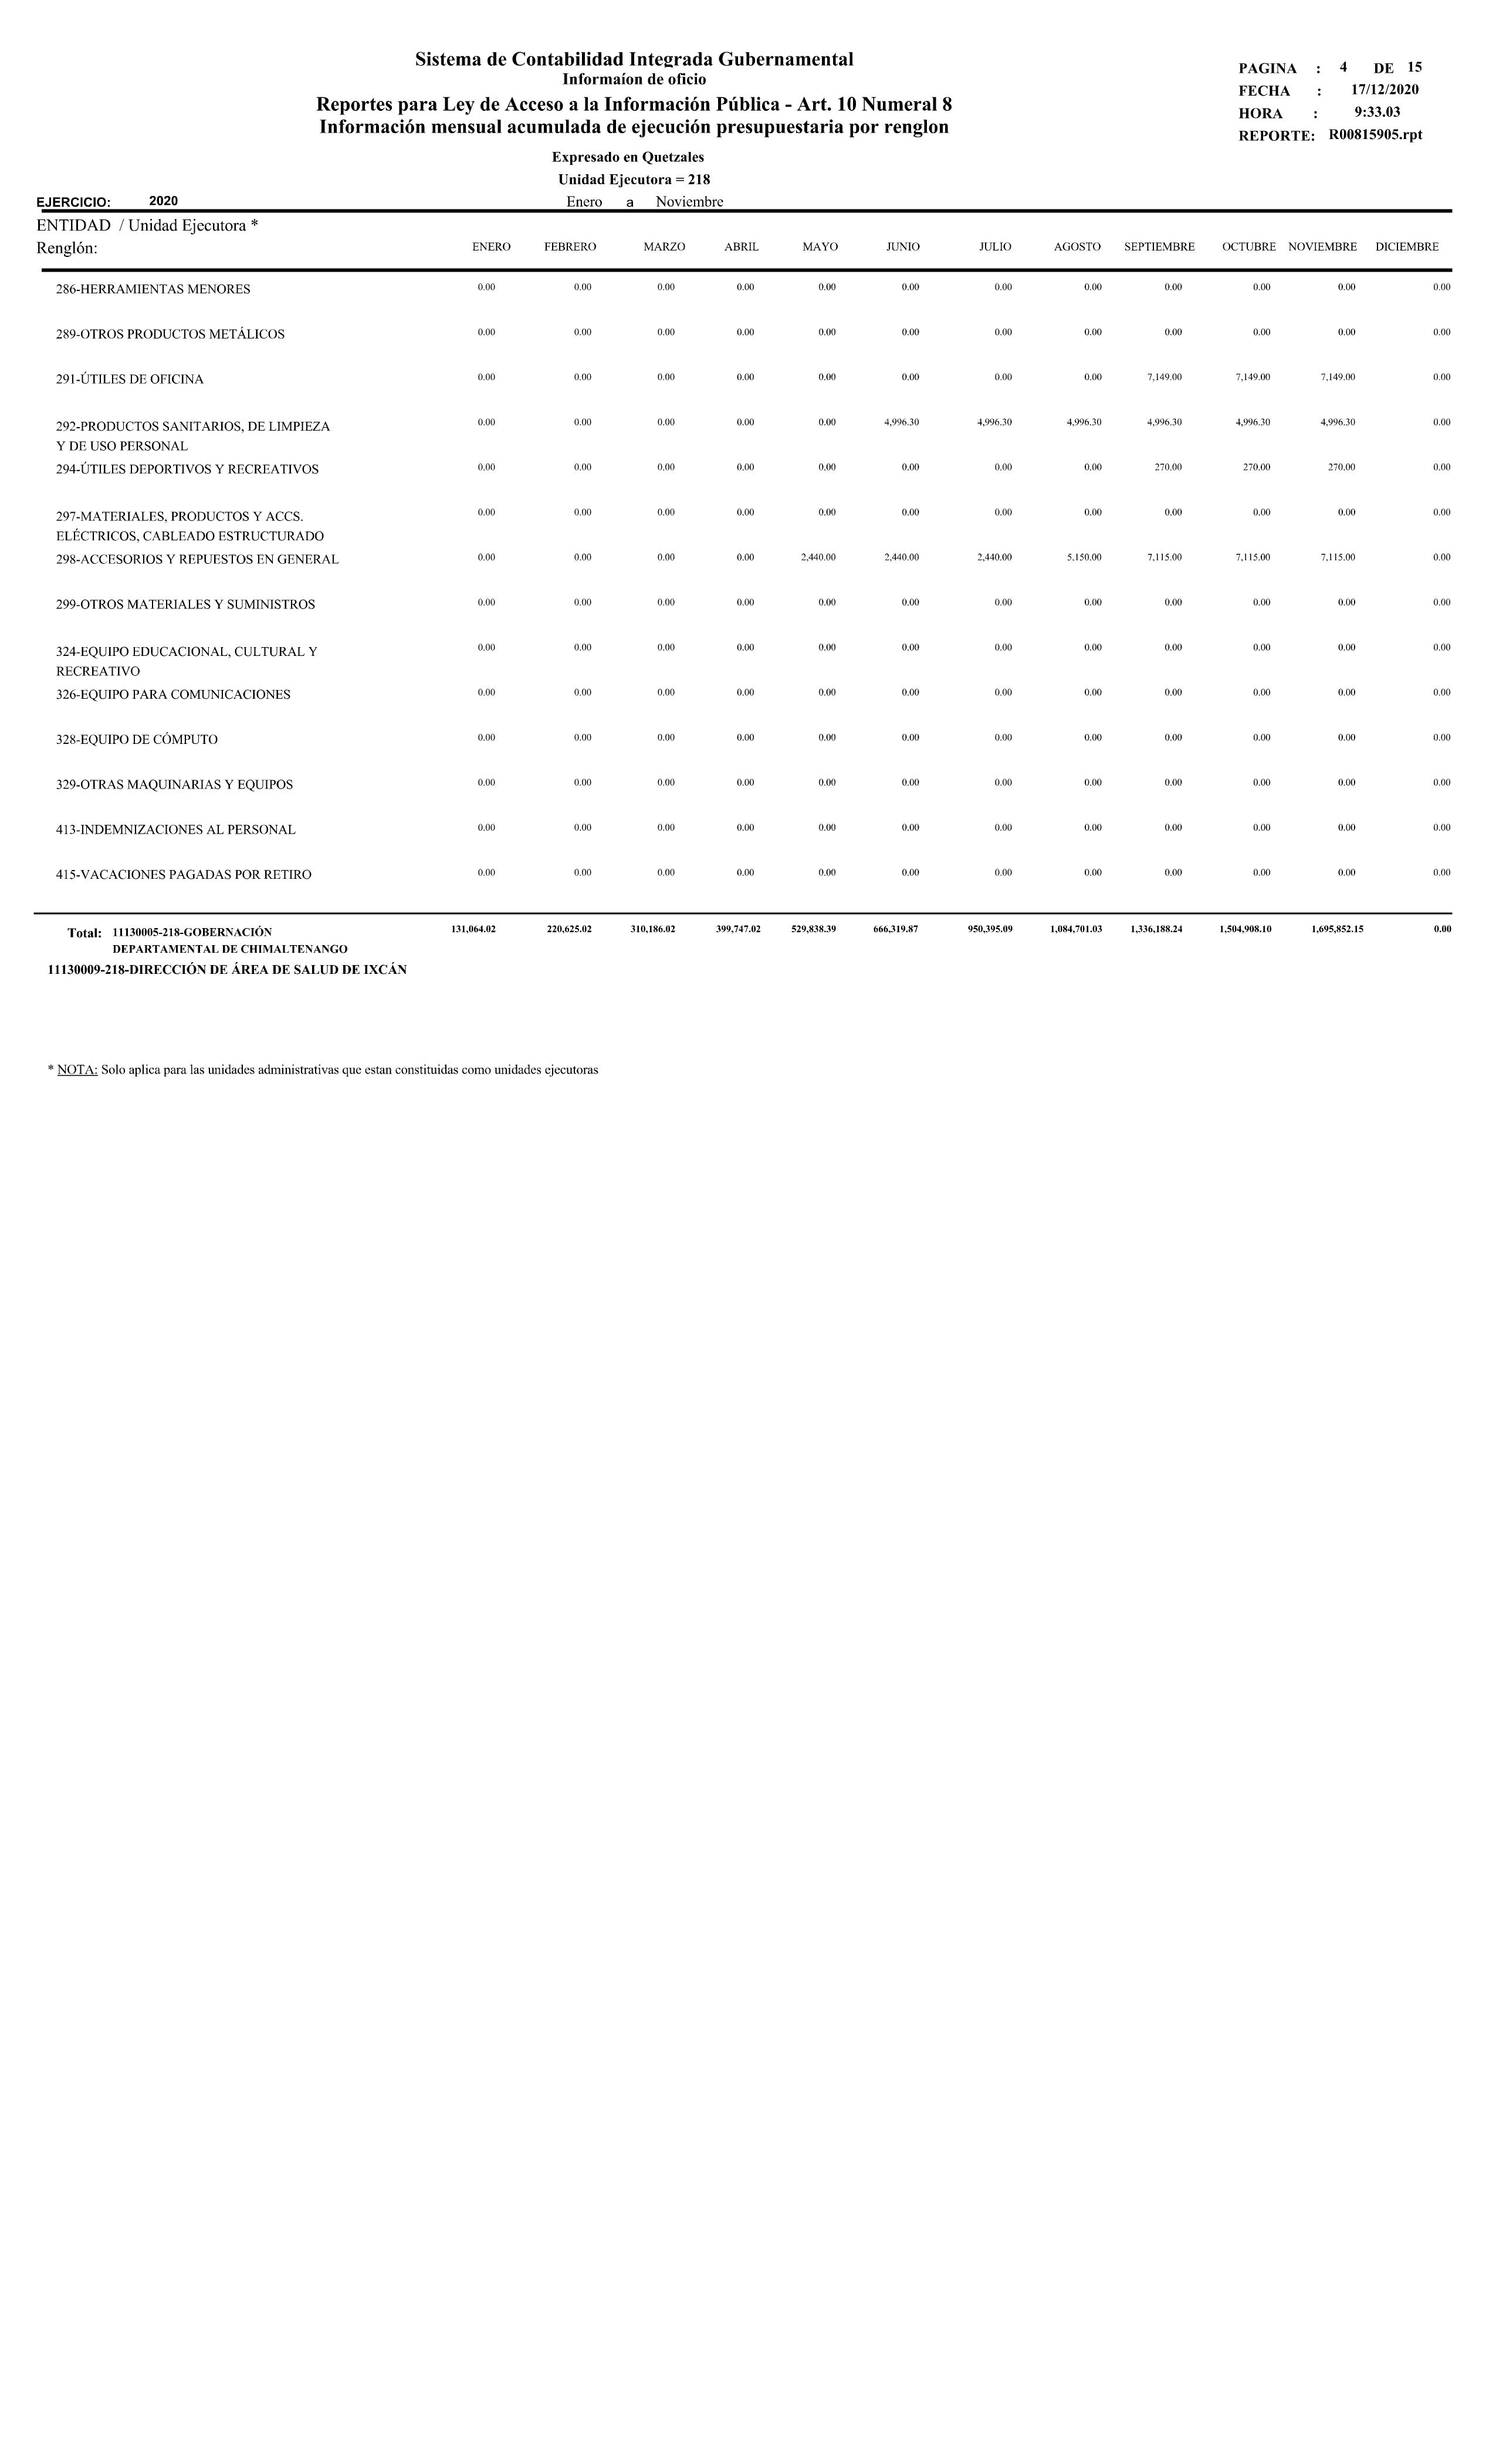 Sistema de Contabilidad Integrada Gubernamental
Informaíon de oficio
Reportes para Ley de Acceso a la Información Pública - Art. 10 Numeral 8
Información mensual acumulada de ejecución presupuestaria por renglon
Expresado en Quetzales
Unidad Ejecutora = 218
PAGINA : 4 DE 15
FECHA : 17/12/2020
HORA : 9:33.03
REPORTE: R00815905.rpt
EJERCICIO: 2020 Enero a Noviembre
ENTIDAD / Unidad Ejecutora *
Renglón: ENERO FEBRERO MARZO ABRIL MAYO JUNIO JULIO AGOSTO SEPTIEMBRE OCTUBRE NOVIEMBRE DICIEMBRE
286-HERRAMIENTAS MENORES 0.00 0.00 0.00 0.00 0.00 0.00 0.00 0.00 0.00 0.00 0.00 0.00
289-OTROS PRODUCTOS METÁLICOS 0.00 0.00 0.00 0.00 0.00 0.00 0.00 0.00 0.00 0.00 0.00 0.00
291-ÚTILES DE OFICINA 0.00 0.00 0.00 0.00 0.00 0.00 0.00 0.00 7,149.00 7,149.00 7,149.00 0.00
292-PRODUCTOS SANITARIOS, DE LIMPIEZA 0.00 0.00 0.00 0.00 0.00 4,996.30 4,996.30 4,996.30 4,996.30 4,996.30 4,996.30 0.00
Y DE USO PERSONAL
294-ÚTILES DEPORTIVOS Y RECREATIVOS 0.00 0.00 0.00 0.00 0.00 0.00 0.00 0.00 270.00 270.00 270.00 0.00
297-MATERIALES, PRODUCTOS Y ACCS. 0.00 0.00 0.00 0.00 0.00 0.00 0.00 0.00 0.00 0.00 0.00 0.00
ELÉCTRICOS, CABLEADO ESTRUCTURADO
298-ACCESORIOS Y REPUESTOS EN GENERAL 0.00 0.00 0.00 0.00 2,440.00 2,440.00 2,440.00 5,150.00 7,115.00 7,115.00 7,115.00 0.00
299-OTROS MATERIALES Y SUMINISTROS 0.00 0.00 0.00 0.00 0.00 0.00 0.00 0.00 0.00 0.00 0.00 0.00
324-EQUIPO EDUCACIONAL, CULTURAL Y 0.00 0.00 0.00 0.00 0.00 0.00 0.00 0.00 0.00 0.00 0.00 0.00
RECREATIVO
326-EQUIPO PARA COMUNICACIONES 0.00 0.00 0.00 0.00 0.00 0.00 0.00 0.00 0.00 0.00 0.00 0.00
328-EQUIPO DE CÓMPUTO 0.00 0.00 0.00 0.00 0.00 0.00 0.00 0.00 0.00 0.00 0.00 0.00
329-OTRAS MAQUINARIAS Y EQUIPOS 0.00 0.00 0.00 0.00 0.00 0.00 0.00 0.00 0.00 0.00 0.00 0.00
413-INDEMNIZACIONES AL PERSONAL 0.00 0.00 0.00 0.00 0.00 0.00 0.00 0.00 0.00 0.00 0.00 0.00
415-VACACIONES PAGADAS POR RETIRO 0.00 0.00 0.00 0.00 0.00 0.00 0.00 0.00 0.00 0.00 0.00 0.00
Total: 11130005-218-GOBERNACIÓN 131,064.02 220,625.02 310,186.02 399,747.02 529,838.39 666,319.87 950,395.09 1,084,701.03 1,336,188.24 1,504,908.10 1,695,852.15 0.00
DEPARTAMENTAL DE CHIMALTENANGO
11130009-218-DIRECCIÓN DE ÁREA DE SALUD DE IXCÁN
* NOTA: Solo aplica para las unidades administrativas que estan constituidas como unidades ejecutoras